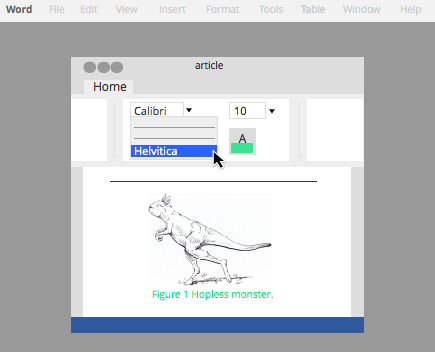 Word File Edit View Insert Format Tools Table Window Help
article
Home
Calibri 10
A
Helvitica
Figure 1 Hopless monster.